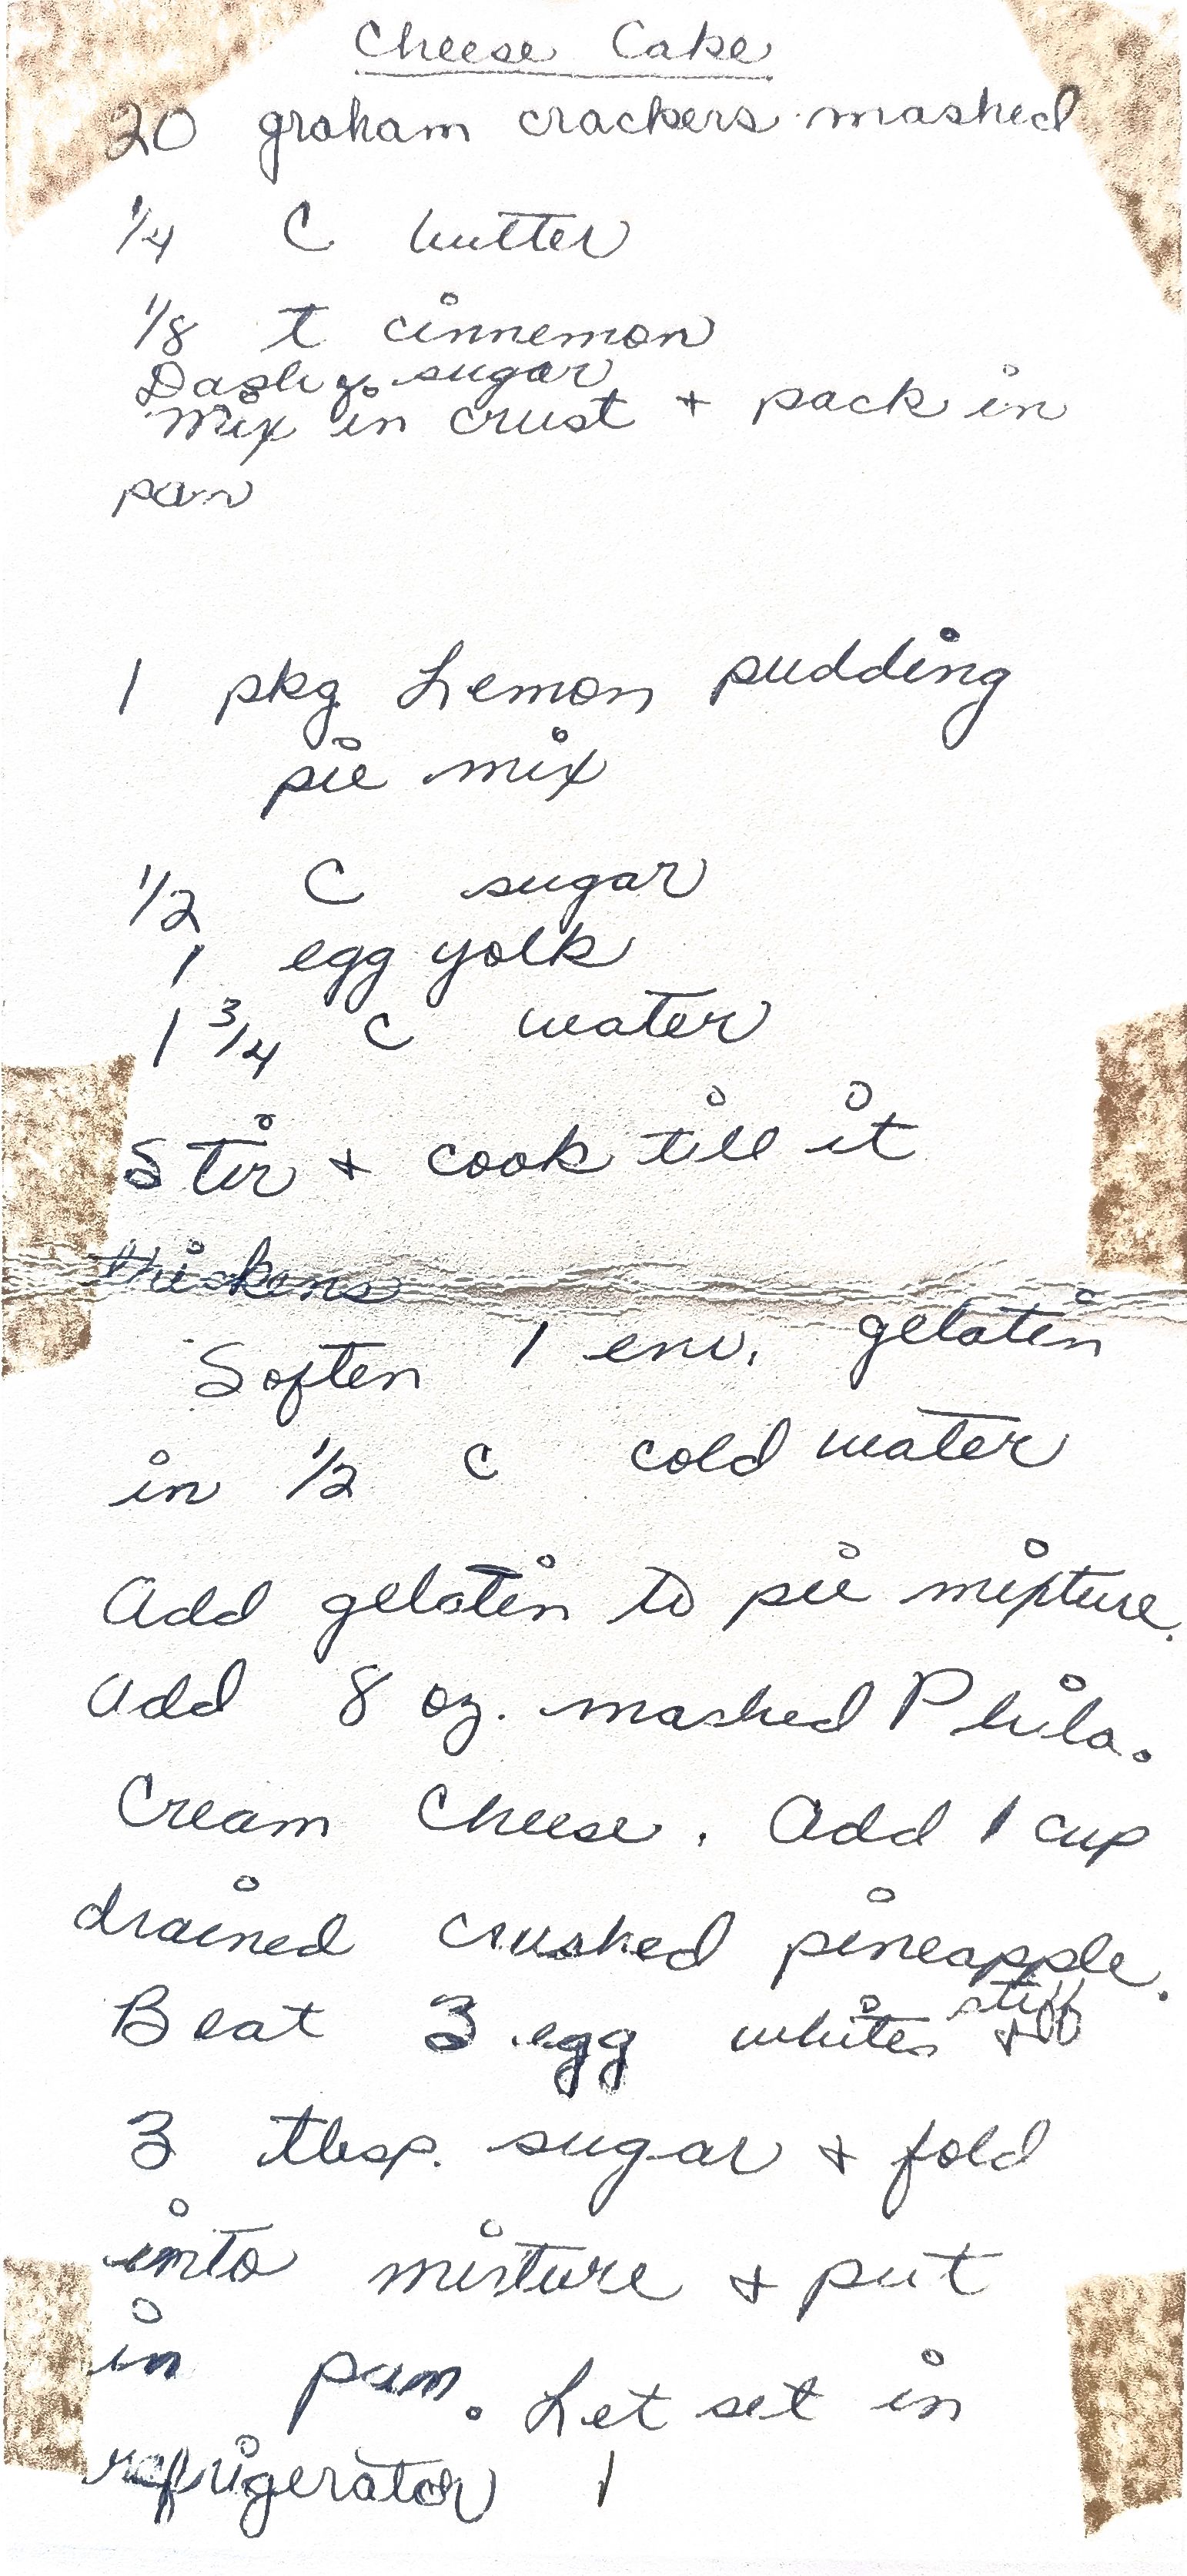 Cheese Cake
20 graham crackers mashed
1/4 C butter
1/8 t cinnemon
Dash of sugar
Mix in crust + pack in
pan
1 pkg Lemon pudding
pie mix
1/2 C sugar
1 egg yolk
1 3/4 C water
Stir + cook till it
thickens
Soften 1 env. gelatin
in 1/2 C cold water
Add gelatin to pie mixture.
Add 8 oz. mashed Phila.
Cream Cheese. Add 1 cup
drained crushed pineapple.
Beat 3 egg whites stiff
+
3 tbsp. sugar + fold
into mixture + put
in pan. Let set in
refrigerator